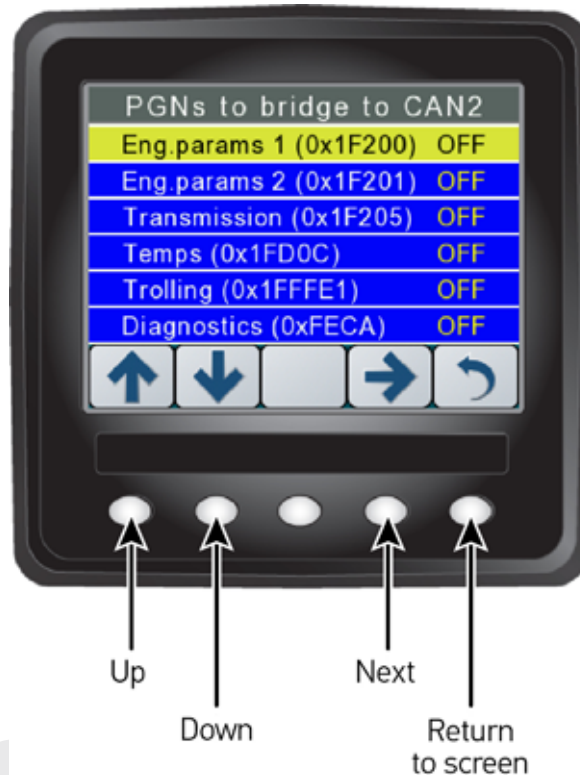 PGNs to bridge to CAN2
Eng.params 1 (0x1F200) OFF
Eng.params 2 (0x1F201) OFF
Transmission (0x1F205) OFF
Temps (0x1FD0C) OFF
Trolling (0x1FFFE1) OFF
Diagnostics (0xFECA) OFF
Up
Next
Down
Return
to screen